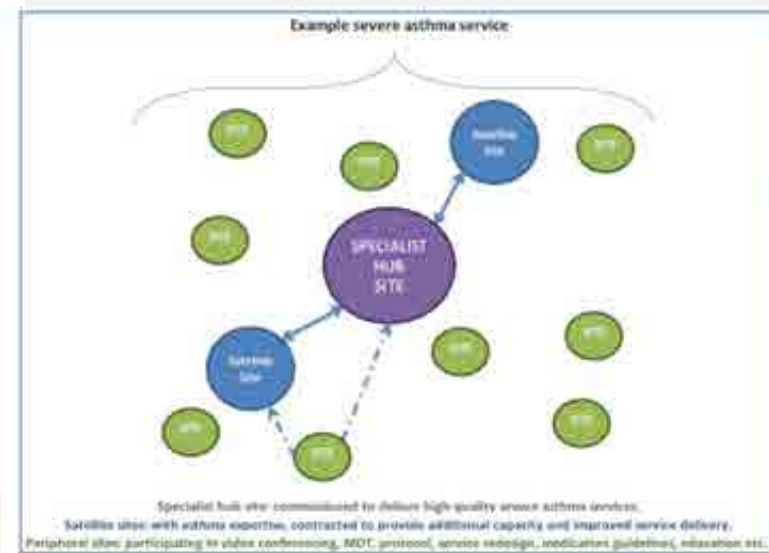 Example severe asthma service
Satellite
Site
SPECIALIST
HUB
SITE
Satellite
Site
Specialist hub site: commissioned to deliver high quality severe asthma services.
Satellite sites: with asthma expertise, contracted to provide additional capacity and improved service delivery.
Peripheral sites: participating in video conferencing, MDT, protocol, service redesign, medication guidelines, education etc.